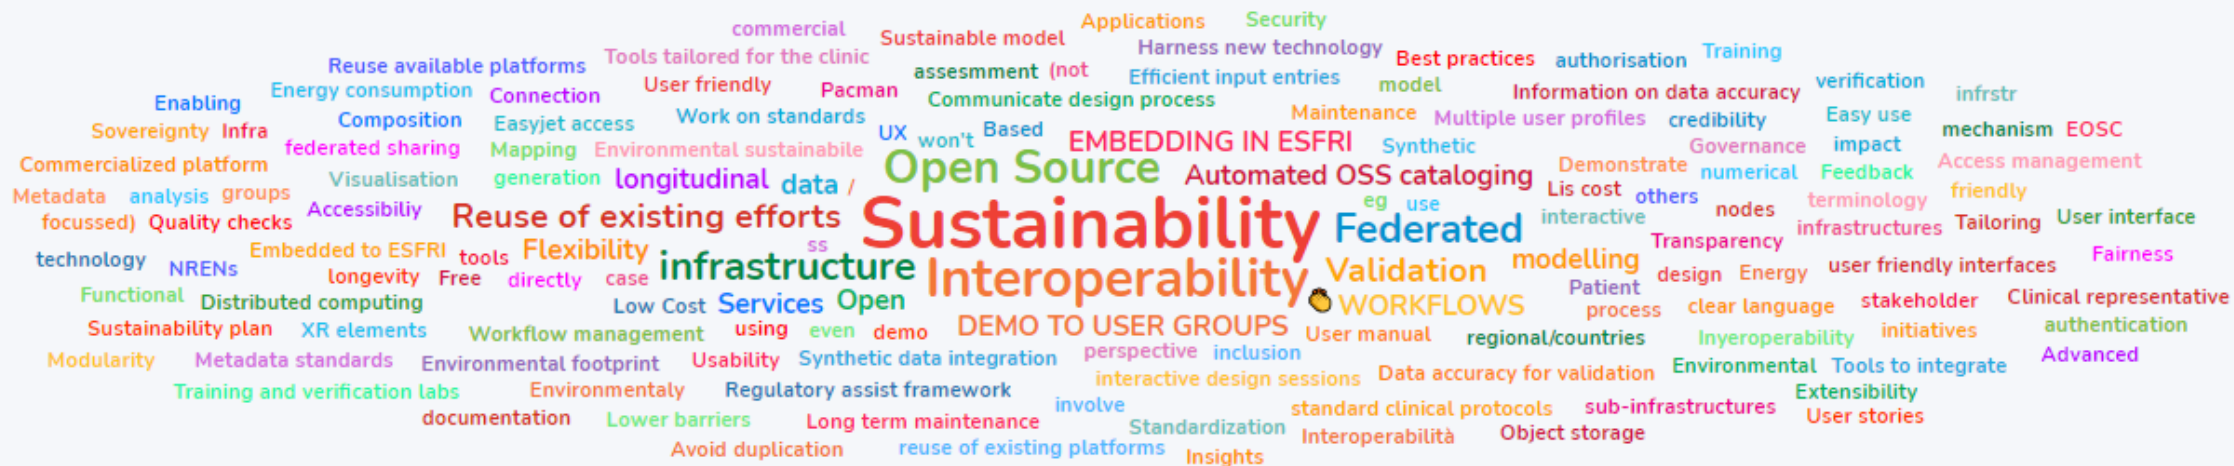 Applications
Security
commercial
Sustainable model
Harness new technology
Best practices
authorisation
Training
Tools tailored for the clinic
Reuse available platforms
assesmment
(not
Efficient input entries
model
verification
User friendly
Energy consumption
Connection
Pacman
Communicate design process
Information on data accuracy
infrstr
Enabling
Composition
Easyjet access
Work on standards
Maintenance
Multiple user profiles
credibility
Easy use
Sovereignty
Infra
UX
won't
Based
EMBEDDING IN ESFRI
Synthetic
Governance
impact
mechanism
EOSC
federated sharing
Mapping
Environmental sustainabile
Commercialized platform
Open Source
Automated OSS cataloging
Demonstrate
numerical
Feedback
Access management
Visualisation
generation
longitudinal
data
/
Metadata
analysis
groups
Lis cost
others
friendly
eg
use
nodes
terminology
focussed)
Quality checks
Accessibiliy
Reuse of existing efforts
Sustainability
Federated
interactive
infrastructures
Tailoring
User interface
Transparency
Embedded to ESFRI
tools
Flexibility
ss
technology
NRENs
longevity
Free
directly
case
infrastructure
Interoperability
Validation
modelling
design
Energy
user friendly interfaces
Fairness
Functional
Distributed computing
Low Cost
Services
Open
👏
WORKFLOWS
Patient
process
clear language
stakeholder
Clinical representative
Sustainability plan
XR elements
Workflow management
using
even
demo
DEMO TO USER GROUPS
User manual
regional/countries
Inyeroperability
initiatives
authentication
Modularity
Metadata standards
Environmental footprint
Usability
Synthetic data integration
perspective
inclusion
Environmental
Tools to integrate
Advanced
Training and verification labs
Environmentaly
Regulatory assist framework
interactive design sessions
Data accuracy for validation
Extensibility
documentation
Lower barriers
Long term maintenance
involve
standard clinical protocols
sub-infrastructures
User stories
Standardization
Interoperabilità
Object storage
Avoid duplication
reuse of existing platforms
Insights